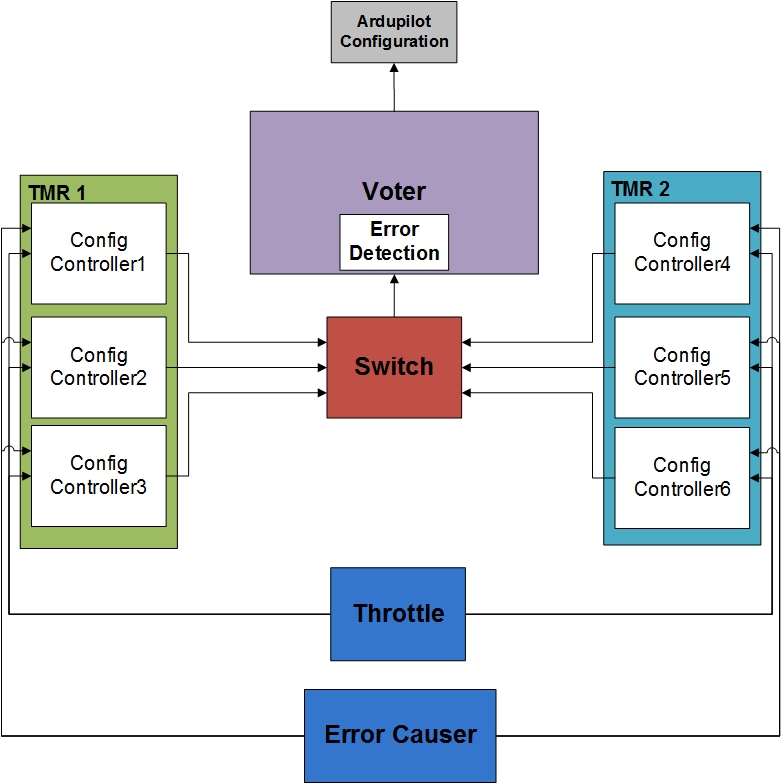 Ardupilot
Configuration
Voter
Error
Detection
TMR 1
Config
Controller1
Config
Controller2
Config
Controller3
Switch
TMR 2
Config
Controller4
Config
Controller5
Config
Controller6
Throttle
Error Causer